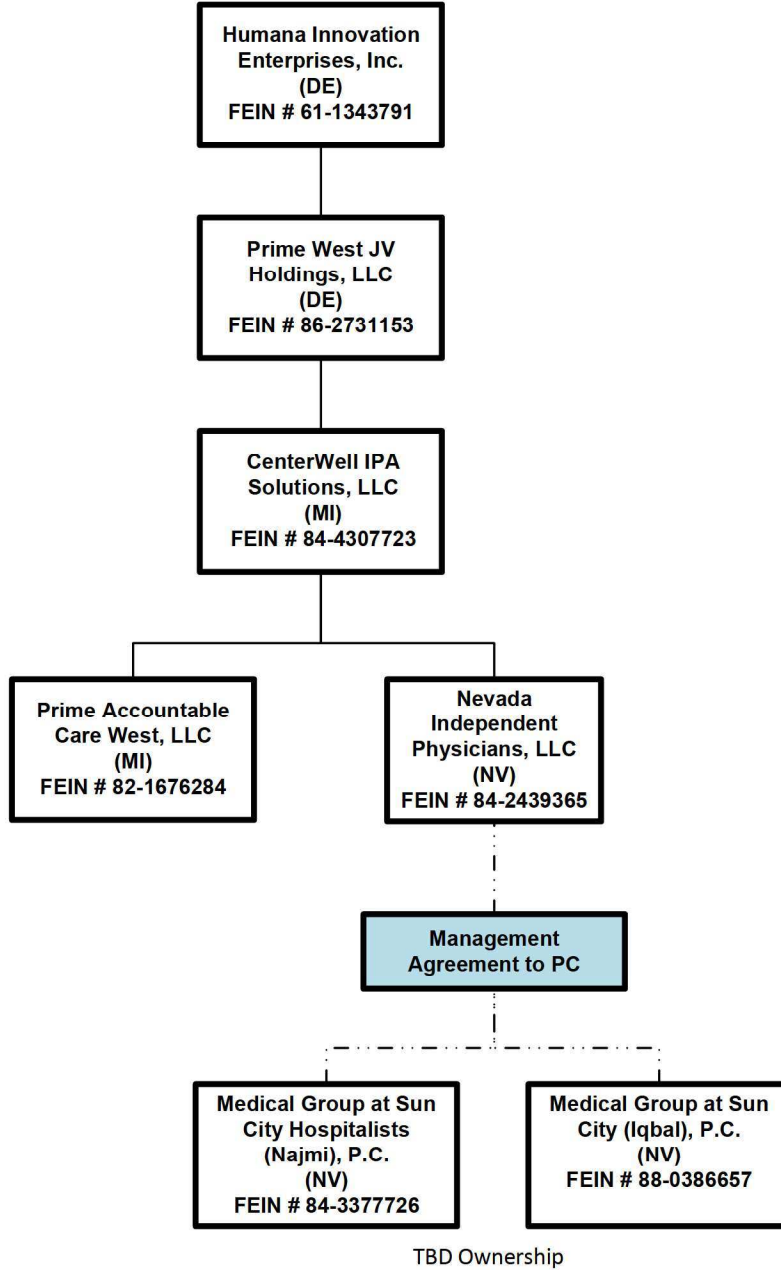 Humana Innovation
Enterprises, Inc.
(DE)
FEIN # 61-1343791
Prime West JV
Holdings, LLC
(DE)
FEIN # 86-2731153
CenterWell IPA
Solutions, LLC
(MI)
FEIN # 84-4307723
Prime Accountable
Care West, LLC
(MI)
FEIN # 82-1676284
Nevada
Independent
Physicians, LLC
(NV)
FEIN # 84-2439365
Management
Agreement to PC
Medical Group at Sun
City Hospitalists
(Najmi), P.C.
(NV)
FEIN # 84-3377726
Medical Group at Sun
City (Iqbal), P.C.
(NV)
FEIN # 88-0386657
TBD Ownership